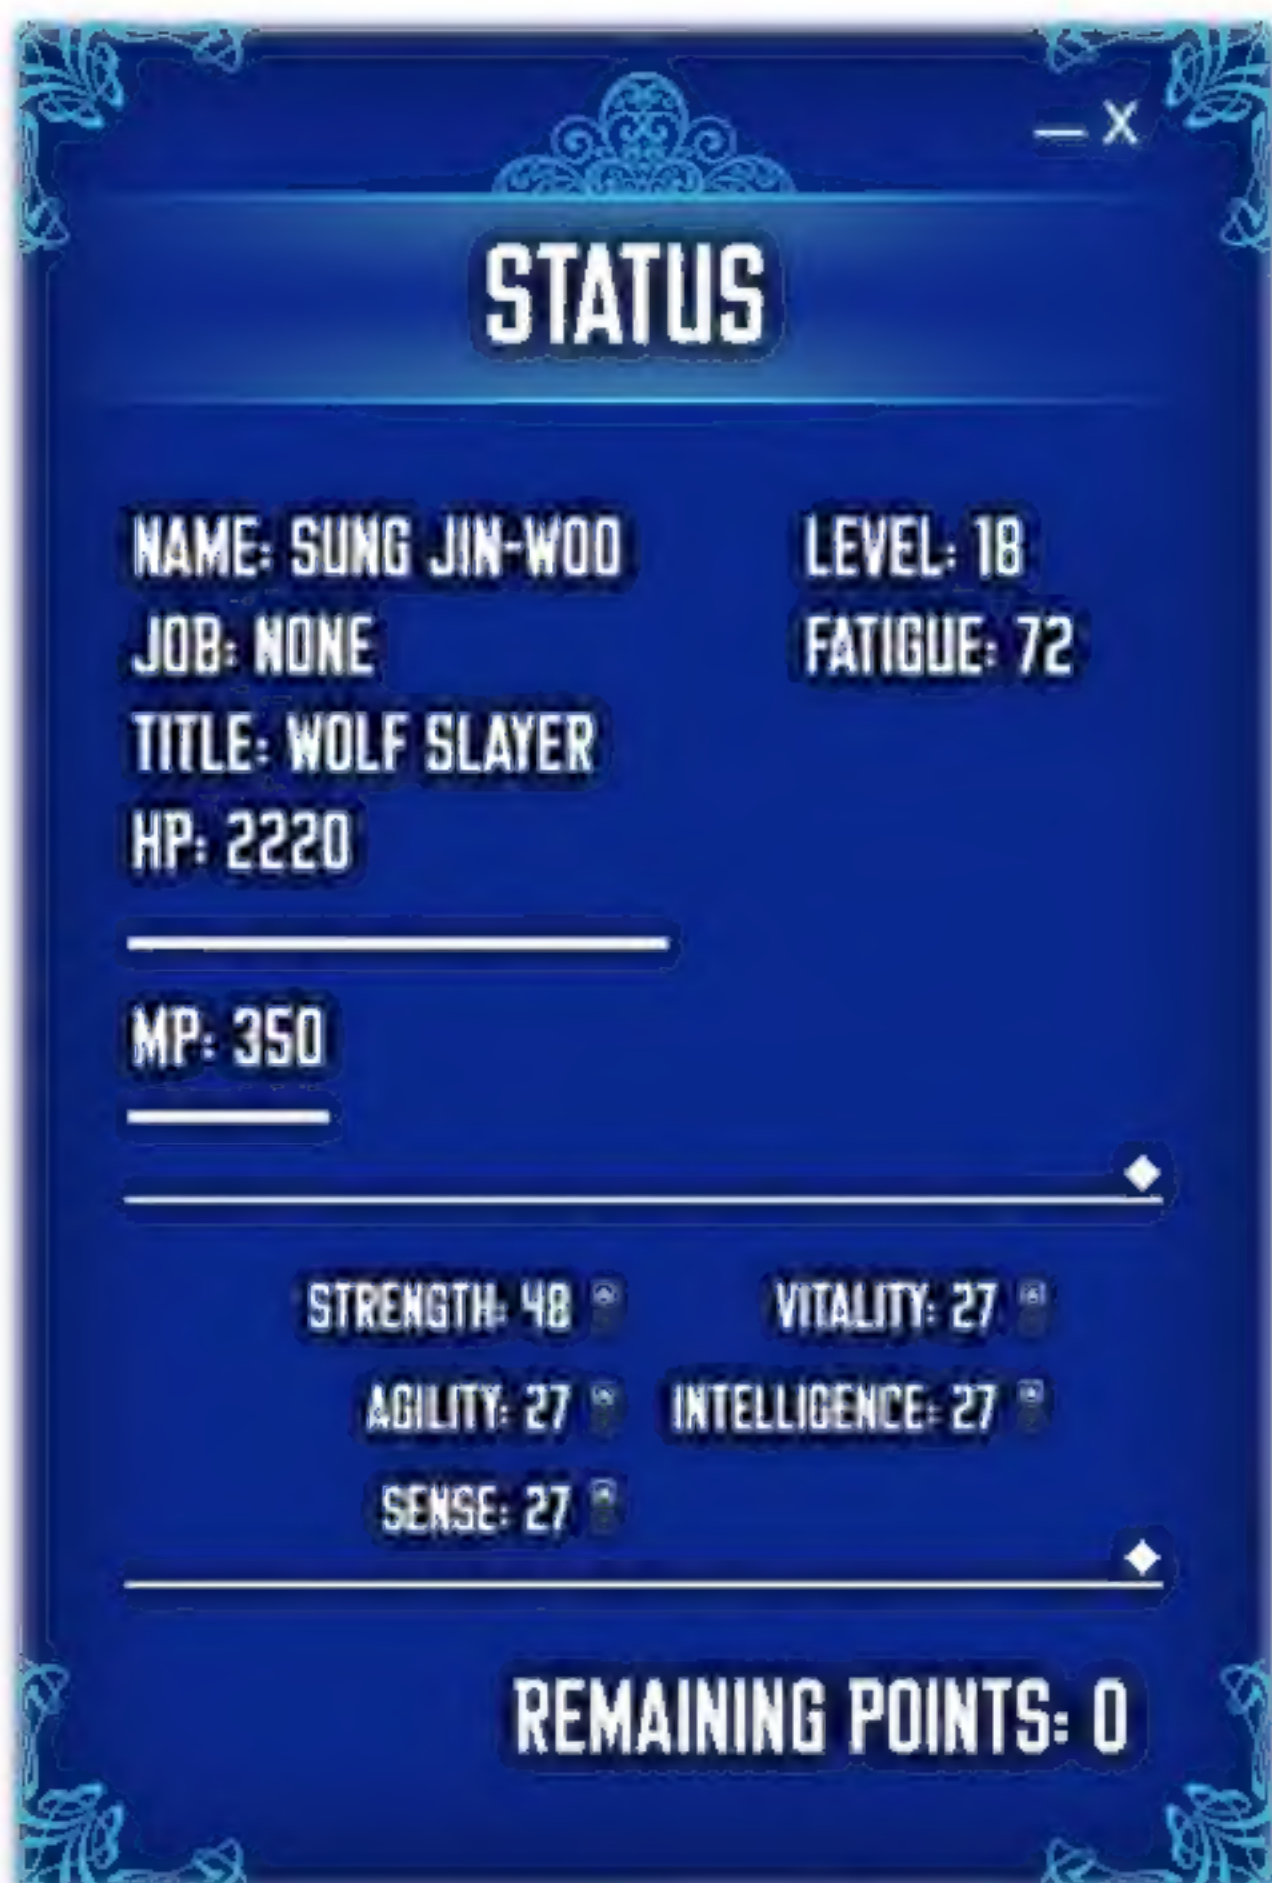 — X
STATUS
NAME: SUNG JIN-WOO LEVEL: 18
JOB: NONE FATIGUE: 72
TITLE: WOLF SLAYER
HP: 2220
MP: 350
STRENGTH: 48 VITALITY: 27
AGILITY: 27 INTELLIGENCE: 27
SENSE: 27
REMAINING POINTS: 0